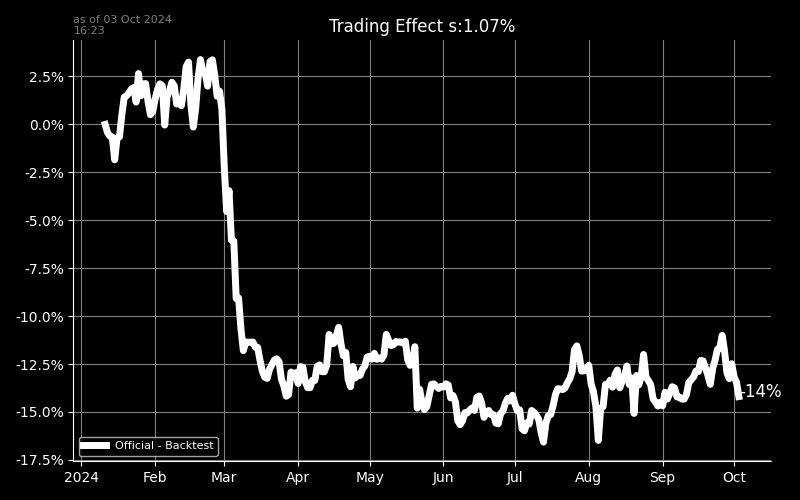 as of 03 Oct 2024
16:23
Trading Effect s:1.07%
2.5%
0.0%
-2.5%
-5.0%
-7.5%
-10.0%
-12.5%
-15.0%
-17.5%
-14%
Official - Backtest
2024 Feb Mar Apr May Jun Jul Aug Sep Oct